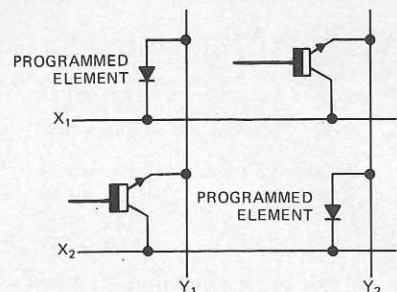 PROGRAMMED
ELEMENT
X₁
PROGRAMMED
ELEMENT
X₂
Y₁
Y₂